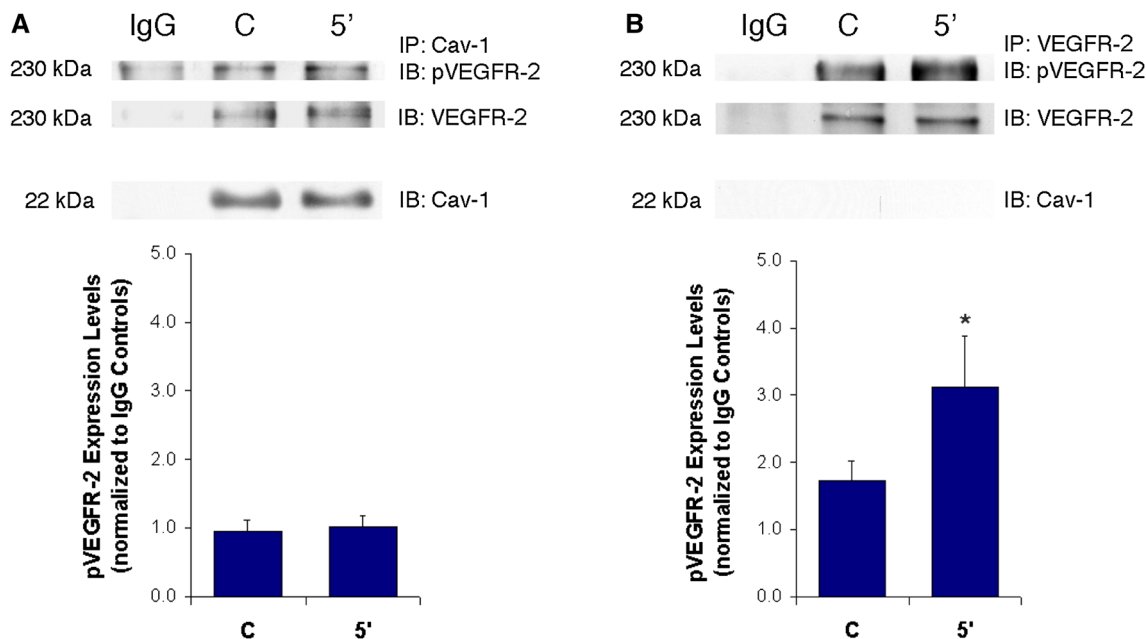 A
IgG C 5’
IP: Cav-1
230 kDa IB: pVEGFR-2
230 kDa IB: VEGFR-2
22 kDa IB: Cav-1
pVEGFR-2 Expression Levels
(normalized to IgG Controls)
5.0
4.0
3.0
2.0
1.0
0.0
C 5'
B
IgG C 5’
IP: VEGFR-2
230 kDa IB: pVEGFR-2
230 kDa IB: VEGFR-2
22 kDa IB: Cav-1
pVEGFR-2 Expression Levels
(normalized to IgG Controls)
5.0
4.0
3.0
2.0
1.0
0.0
*
C 5'